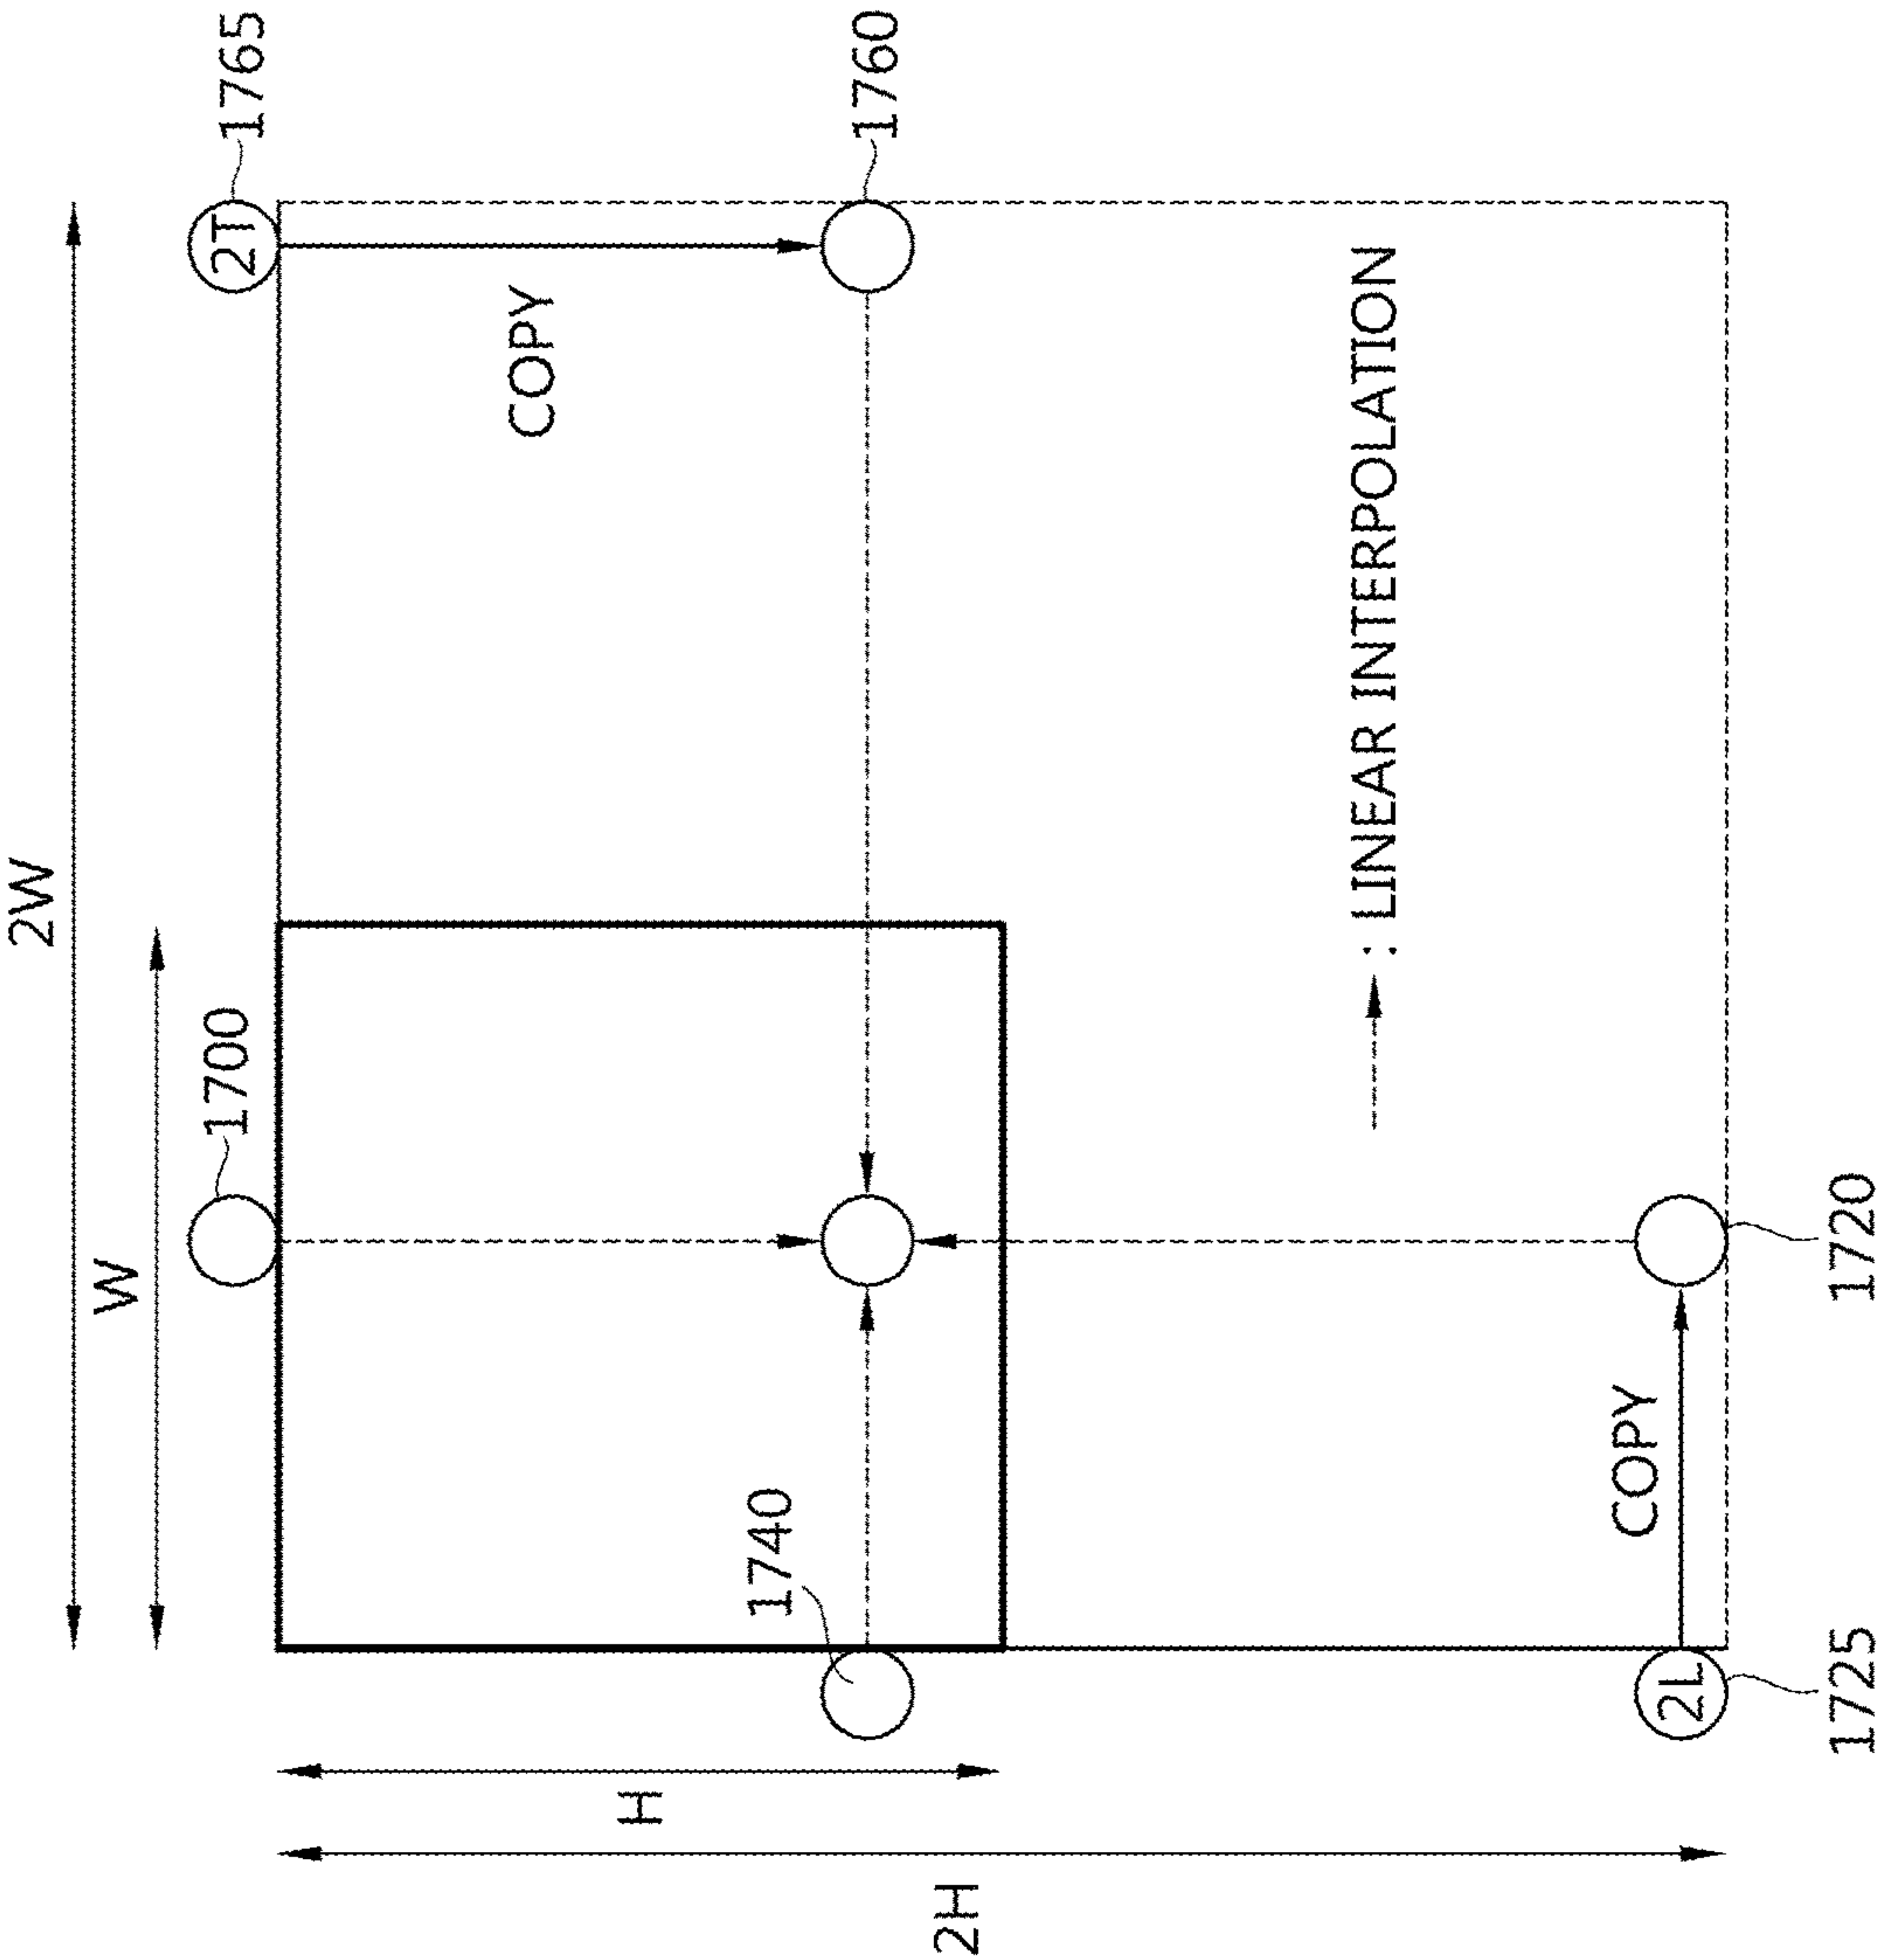 2W
W
1700
2T
1765
COPY
H
1740
1760
2H
: LINEAR INTERPOLATION
COPY
2L
1725
1720